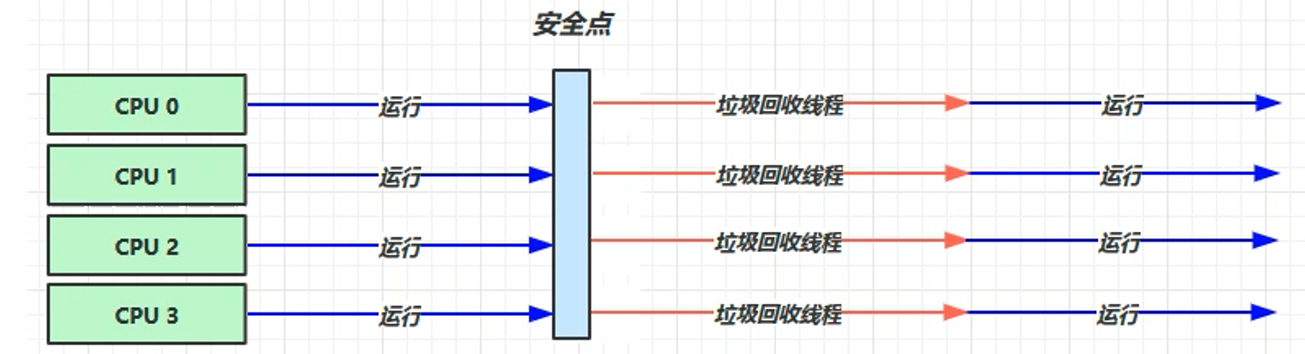 安全点
CPU 0 运行 垃圾回收线程 运行
CPU 1 运行 垃圾回收线程 运行
CPU 2 运行 垃圾回收线程 运行
CPU 3 运行 垃圾回收线程 运行